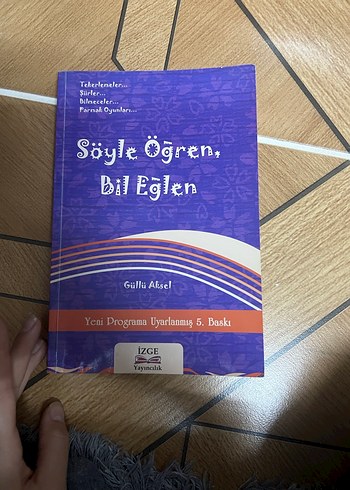 Tekerlemeler...
Şiirler...
Bilmeceler...
Parmak Oyunları...
Söyle Öğren,
Bil Eğlen
Güllü Aksel
Yeni Programa Uyarlanmış 5. Baskı
İZGE
Yayıncılık